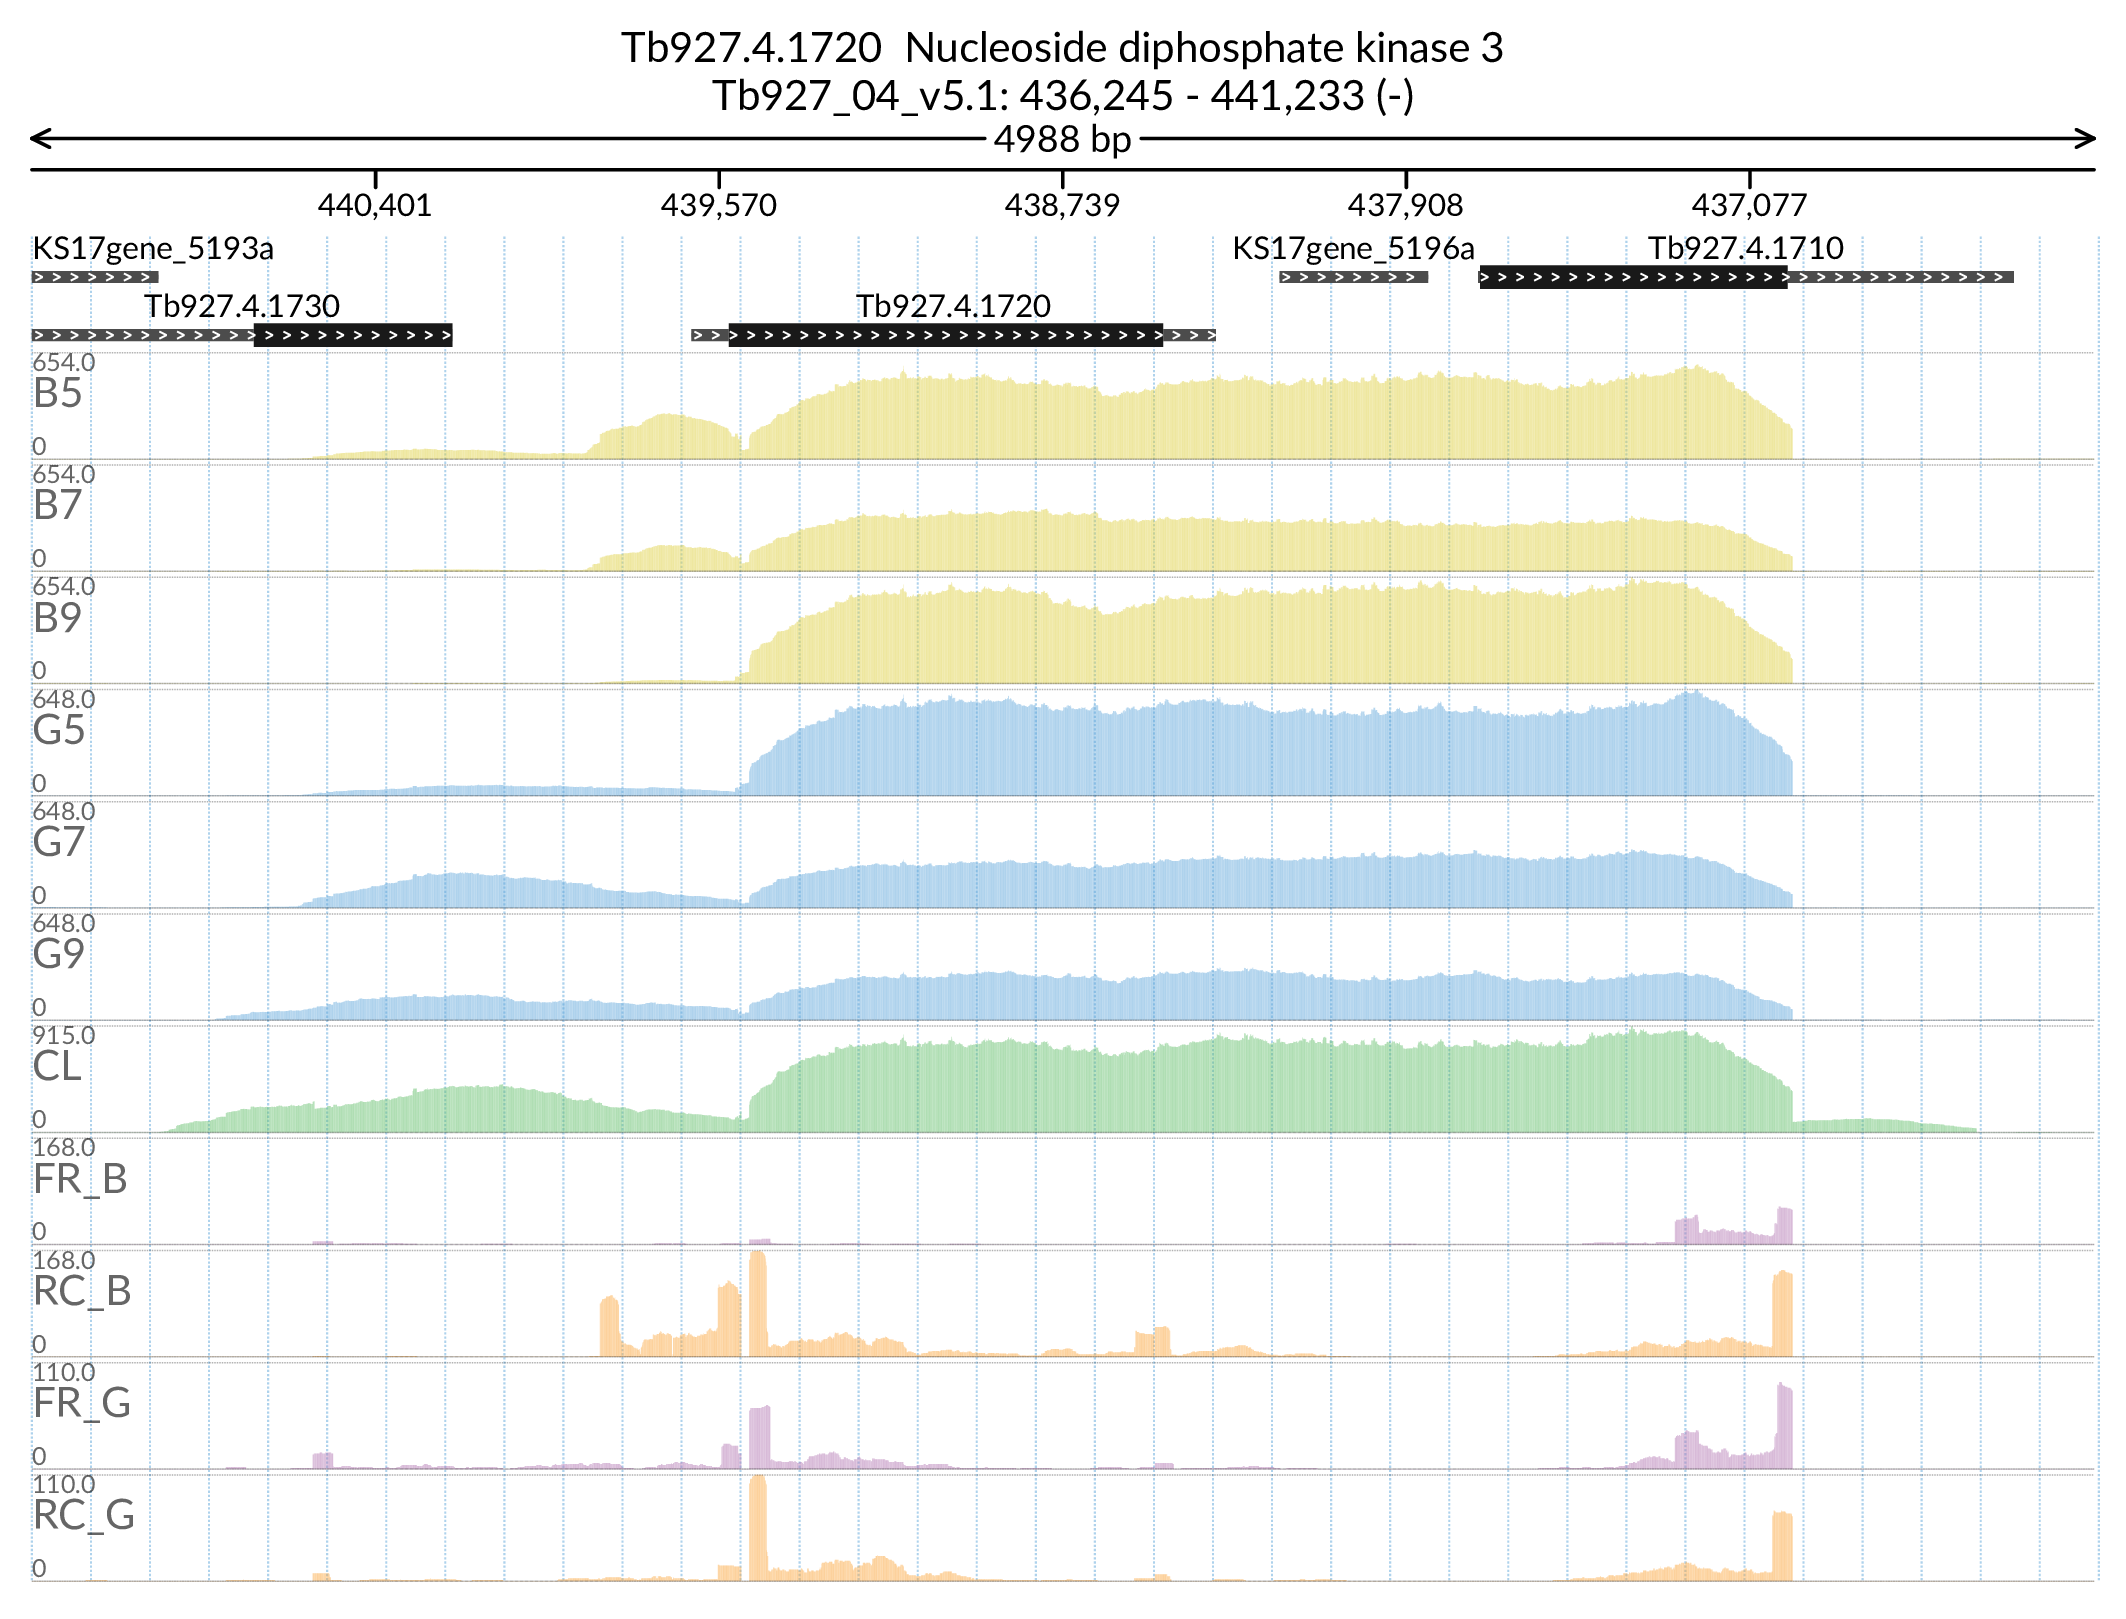 Tb927.4.1720 Nucleoside diphosphate kinase 3
Tb927_04_v5.1: 436,245 - 441,233 (-)
4988 bp
440,401 439,570 438,739 437,908 437,077
KS17gene_5193a KS17gene_5196a Tb927.4.1710
Tb927.4.1730 Tb927.4.1720
654.0
B5
0
654.0
B7
0
654.0
B9
0
648.0
G5
0
648.0
G7
0
648.0
G9
0
915.0
CL
0
168.0
FR_B
0
168.0
RC_B
0
110.0
FR_G
0
110.0
RC_G
0